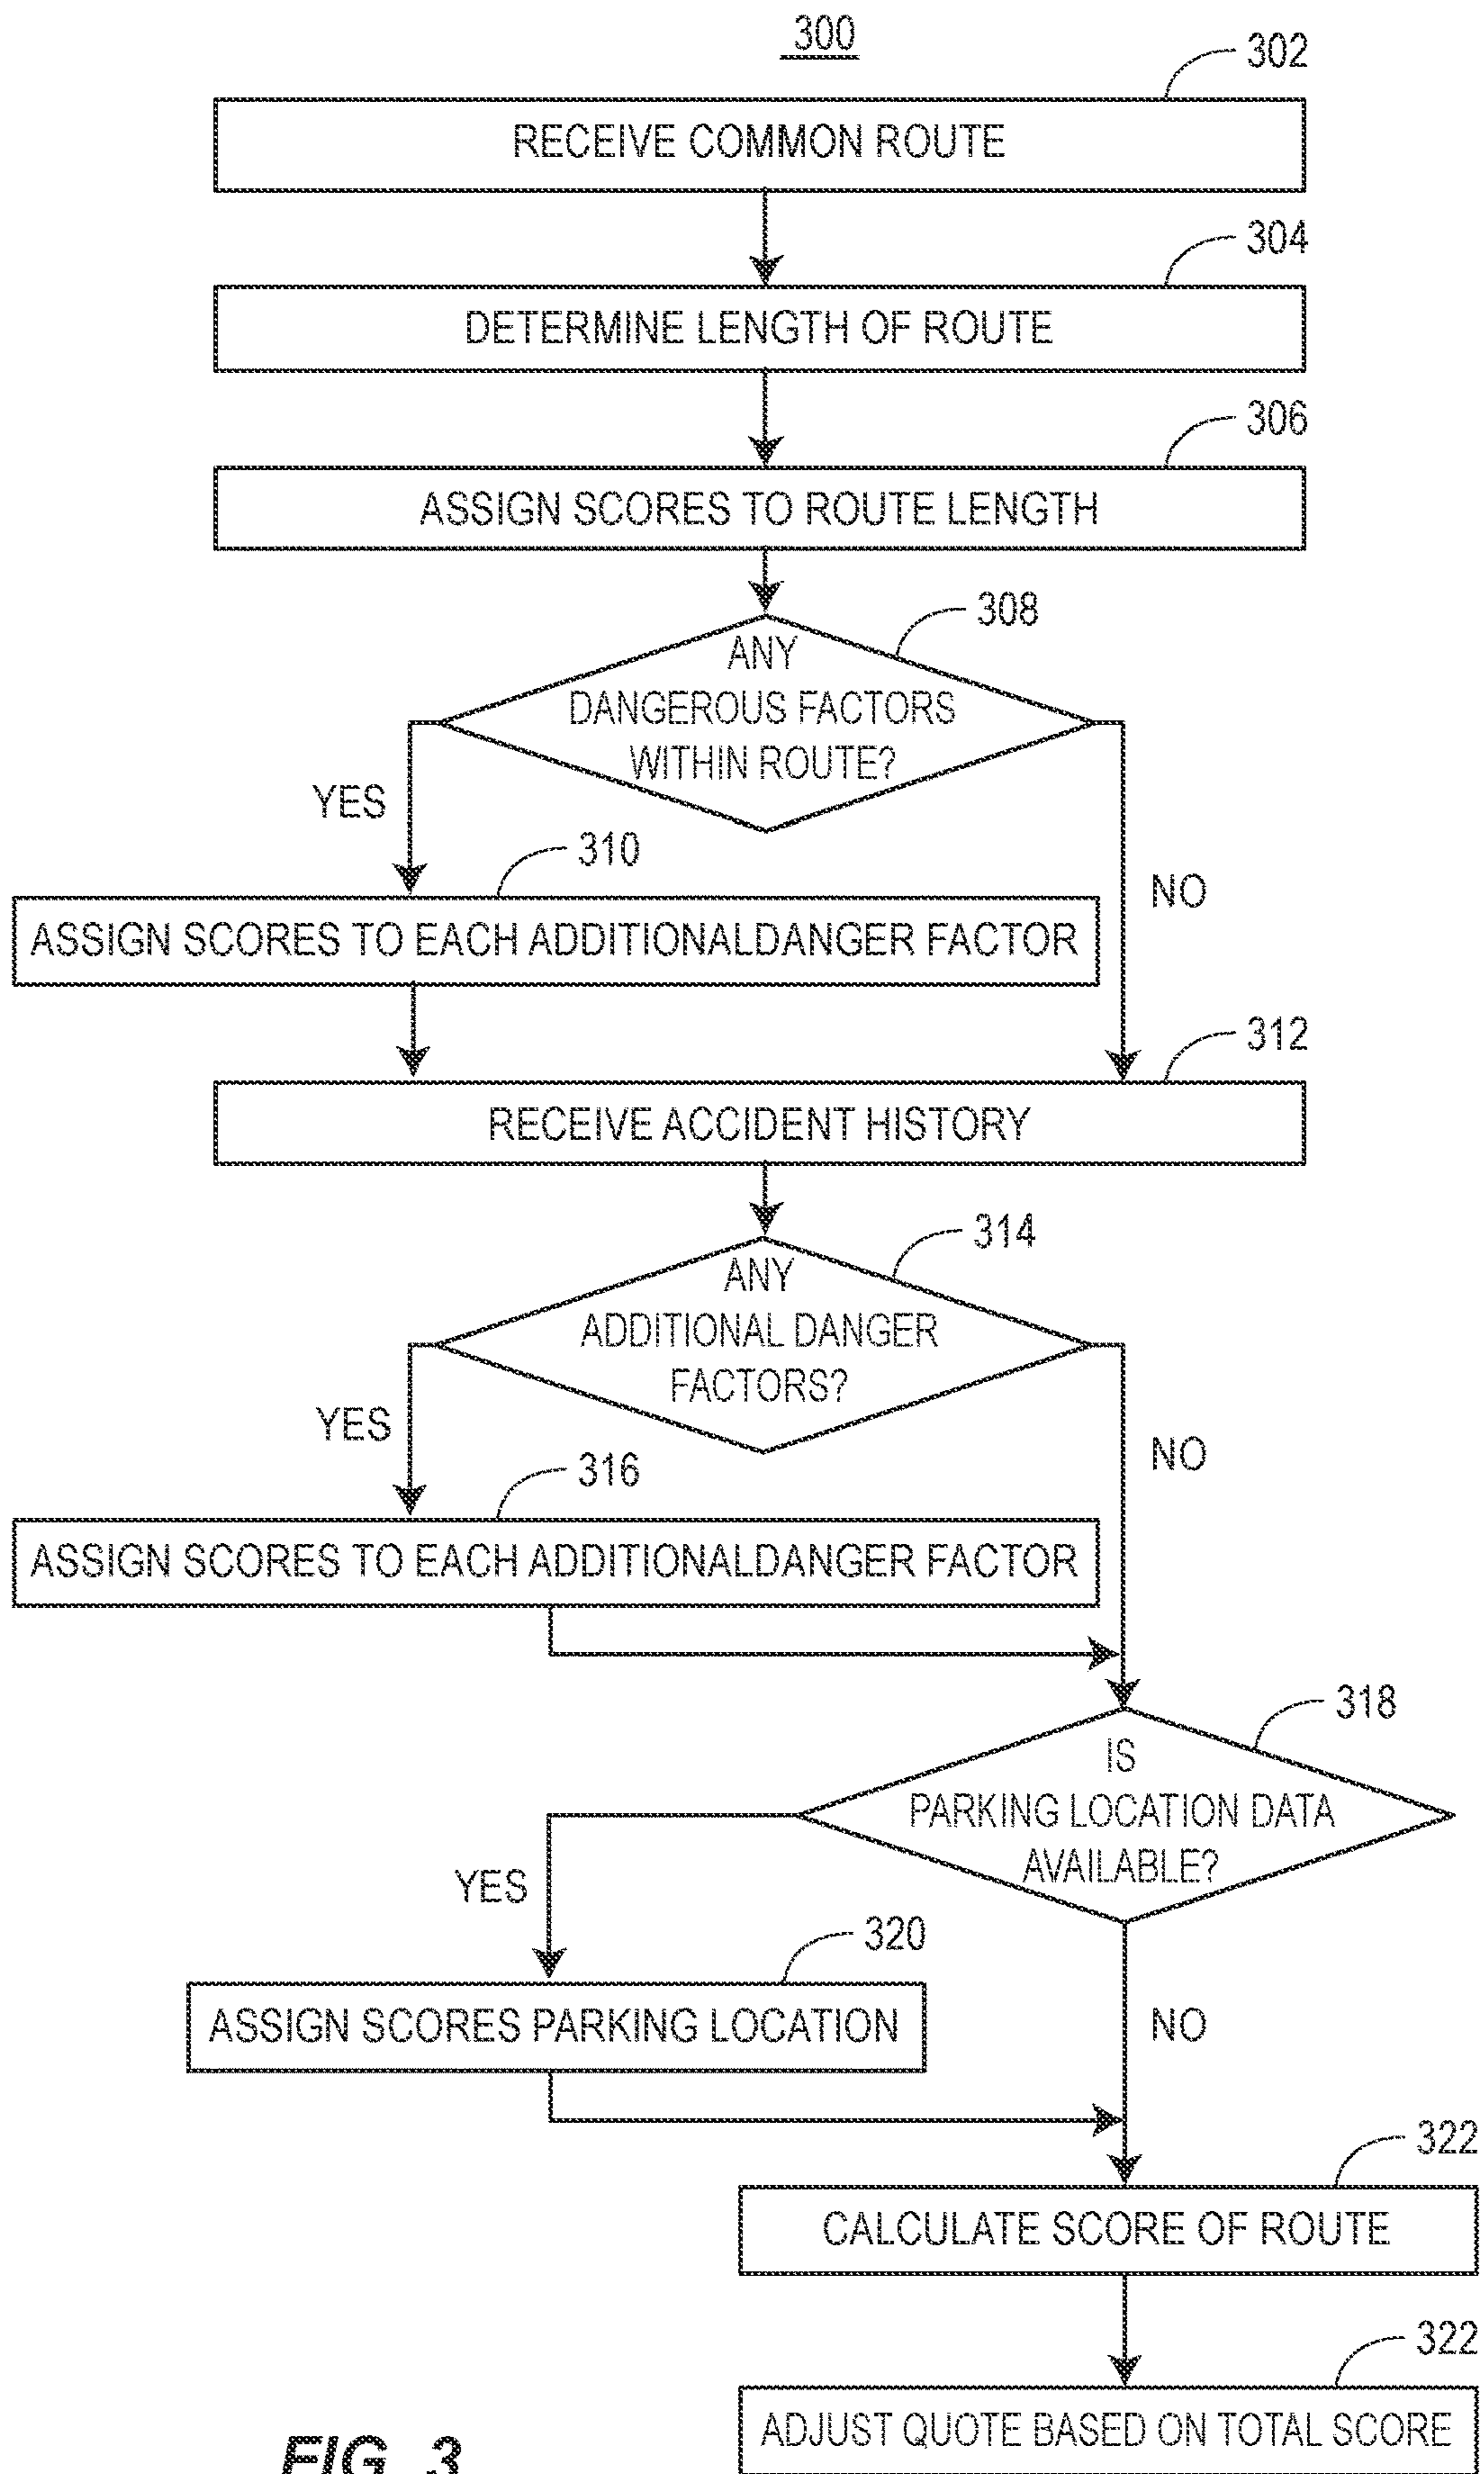 300
302
RECEIVE COMMON ROUTE
304
DETERMINE LENGTH OF ROUTE
306
ASSIGN SCORES TO ROUTE LENGTH
308
ANY
DANGEROUS FACTORS
WITHIN ROUTE?
YES
310
NO
ASSIGN SCORES TO EACH ADDITIONALDANGER FACTOR
312
RECEIVE ACCIDENT HISTORY
314
ANY
ADDITIONAL DANGER
FACTORS?
YES
NO
316
ASSIGN SCORES TO EACH ADDITIONALDANGER FACTOR
318
IS
PARKING LOCATION DATA
AVAILABLE?
YES
320
ASSIGN SCORES PARKING LOCATION
NO
322
CALCULATE SCORE OF ROUTE
322
ADJUST QUOTE BASED ON TOTAL SCORE
FIG. 3